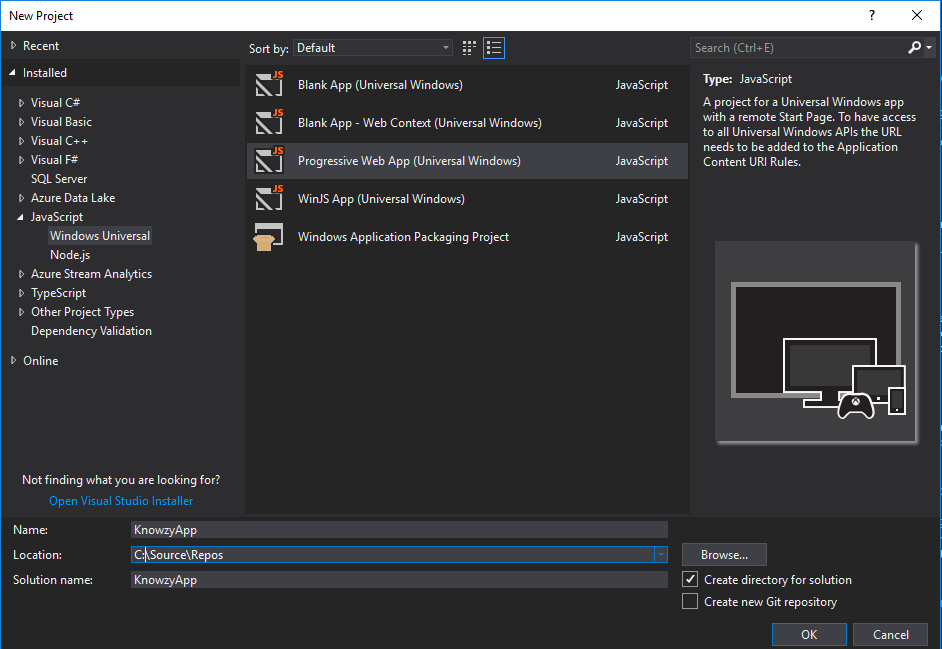 New Project
?
Recent
Installed
Visual C#
Visual Basic
Visual C++
Visual F#
SQL Server
Azure Data Lake
JavaScript
Windows Universal
Node.js
Azure Stream Analytics
TypeScript
Other Project Types
Dependency Validation
Online
Not finding what you are looking for?
Open Visual Studio Installer
Sort by: Default
JS Blank App (Universal Windows) JavaScript
JS Blank App - Web Context (Universal Windows) JavaScript
JS Progressive Web App (Universal Windows) JavaScript
JS WinJS App (Universal Windows) JavaScript
Windows Application Packaging Project JavaScript
Search (Ctrl+E)
Type: JavaScript
A project for a Universal Windows app
with a remote Start Page. To have access
to all Universal Windows APIs the URL
needs to be added to the Application
Content URI Rules.
Name: KnowzyApp
Location: C:\Source\Repos
Browse...
Solution name: KnowzyApp
Create directory for solution
Create new Git repository
OK Cancel